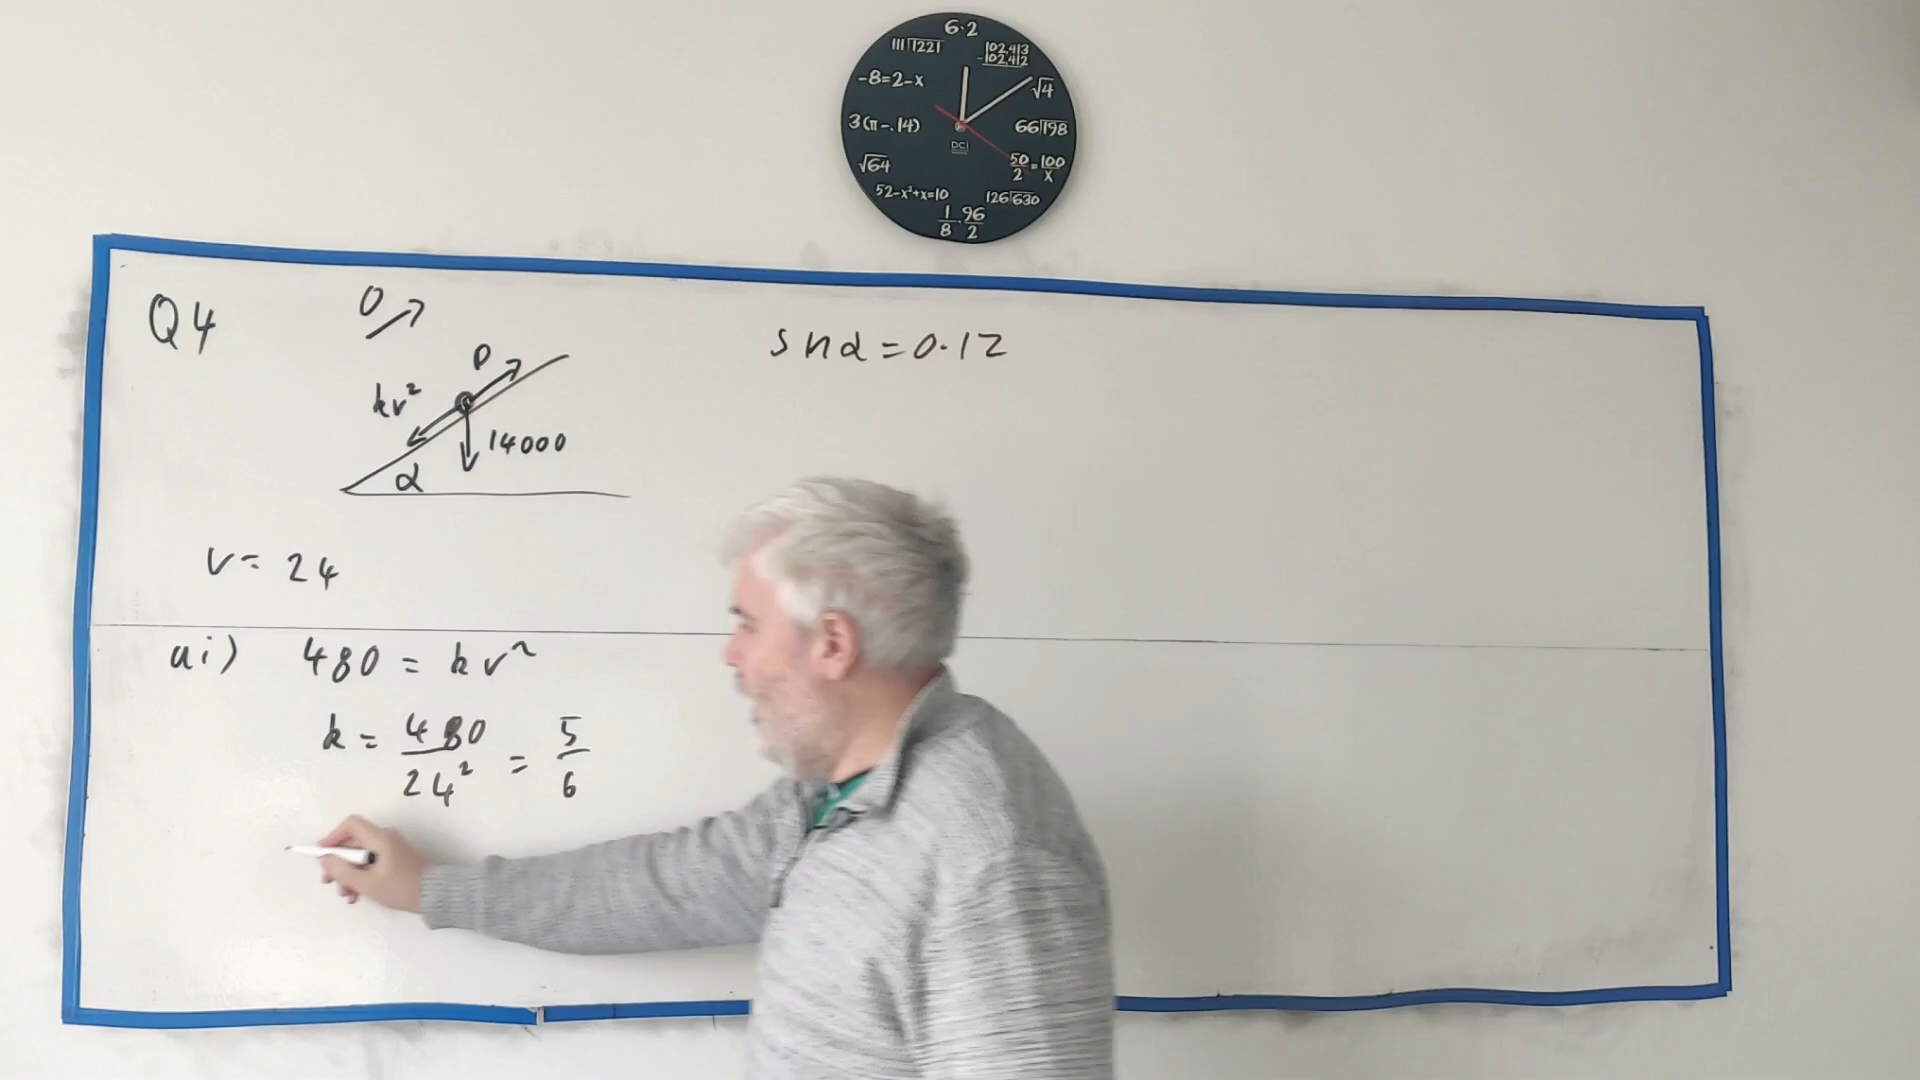 6·2
111⟌1221
102,413
-102,412
-8=2-x
√4
3(π-.14)
66⟌198
DCI
√64
50/2=100/x
52-x²+x=10
126⟌630
1/8·96/2
Q4
0
sinα=0.12
P
kv²
14000
α
v= 24
ai) 480 = kv²
k = 480/24² = 5/6